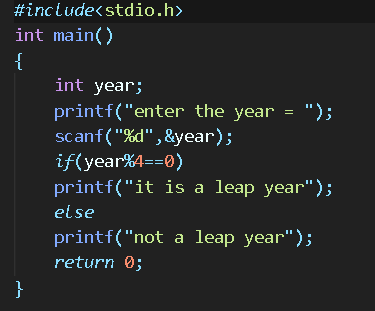 #include<stdio.h>
int main()
{
    int year;
    printf("enter the year = ");
    scanf("%d",&year);
    if(year%4==0)
    printf("it is a leap year");
    else
    printf("not a leap year");
    return 0;
}